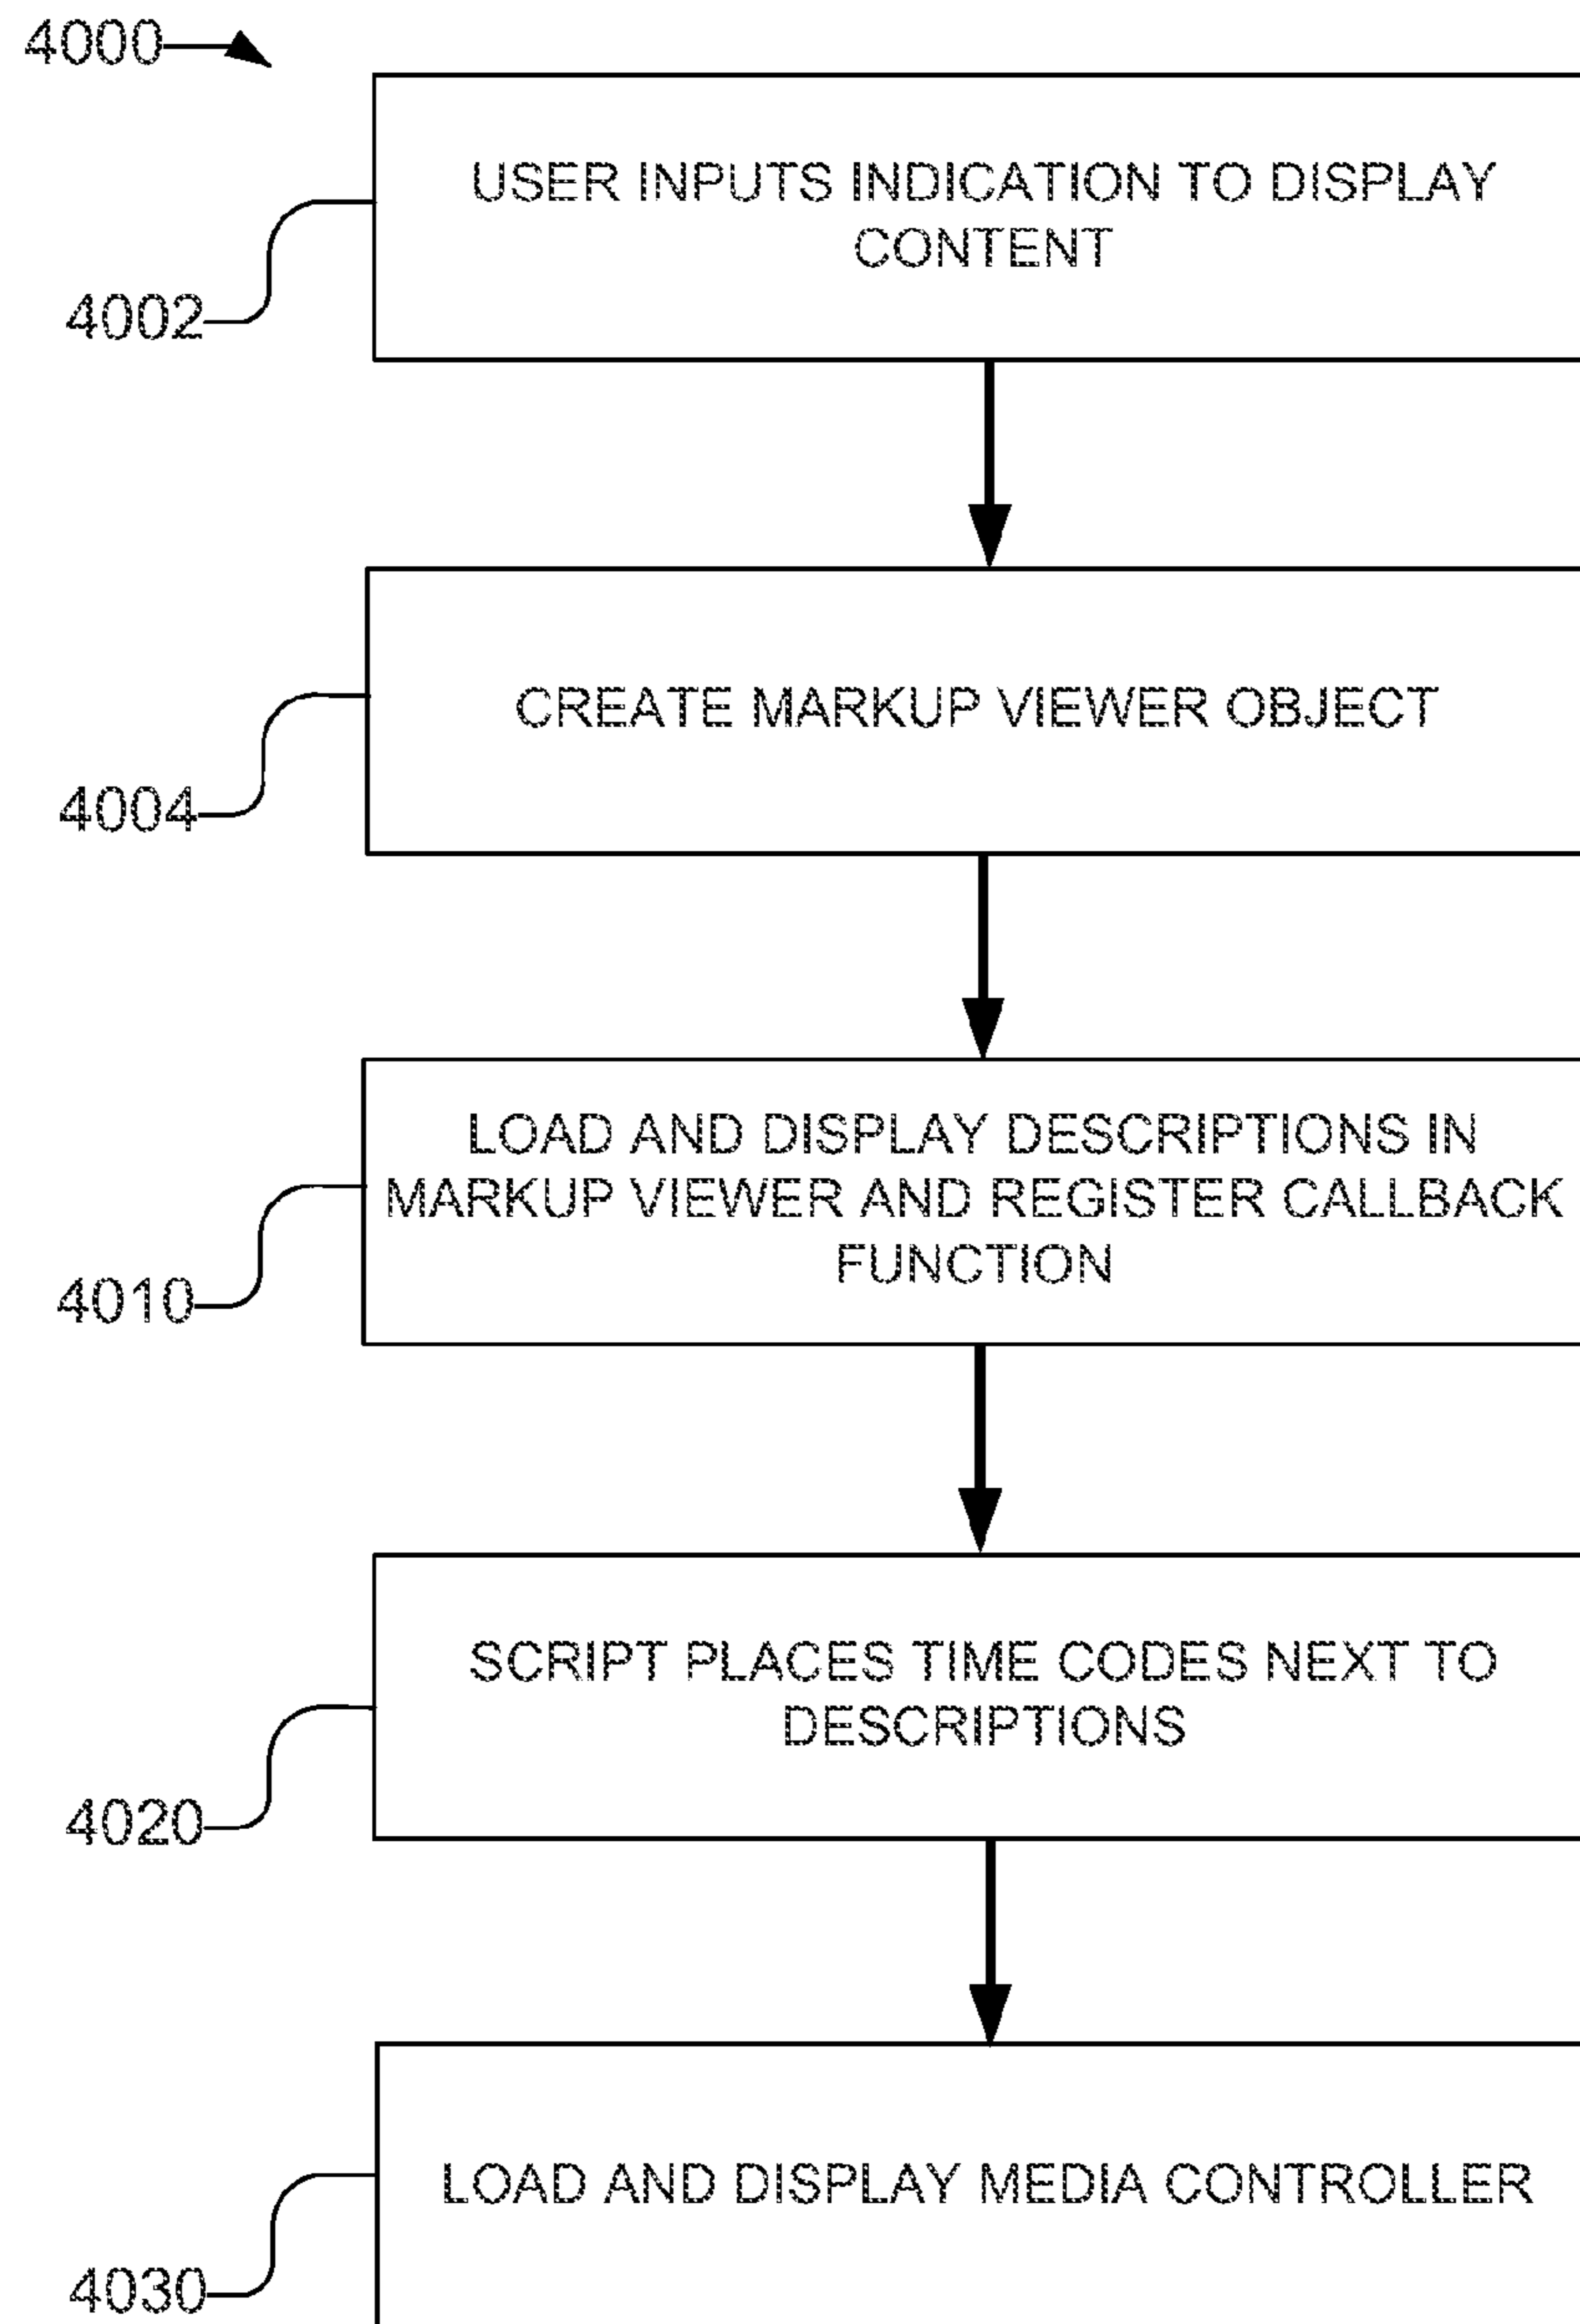 4000
USER INPUTS INDICATION TO DISPLAY
CONTENT
4002
CREATE MARKUP VIEWER OBJECT
4004
LOAD AND DISPLAY DESCRIPTIONS IN
MARKUP VIEWER AND REGISTER CALLBACK
FUNCTION
4010
SCRIPT PLACES TIME CODES NEXT TO
DESCRIPTIONS
4020
LOAD AND DISPLAY MEDIA CONTROLLER
4030